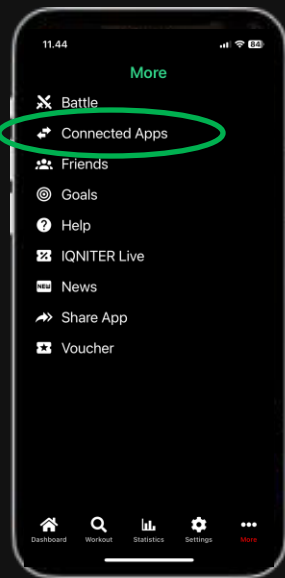 11.44
84
More
Battle
Connected Apps
Friends
Goals
Help
IQNITER Live
NEW News
Share App
Voucher
Dashboard Workout Statistics Settings More